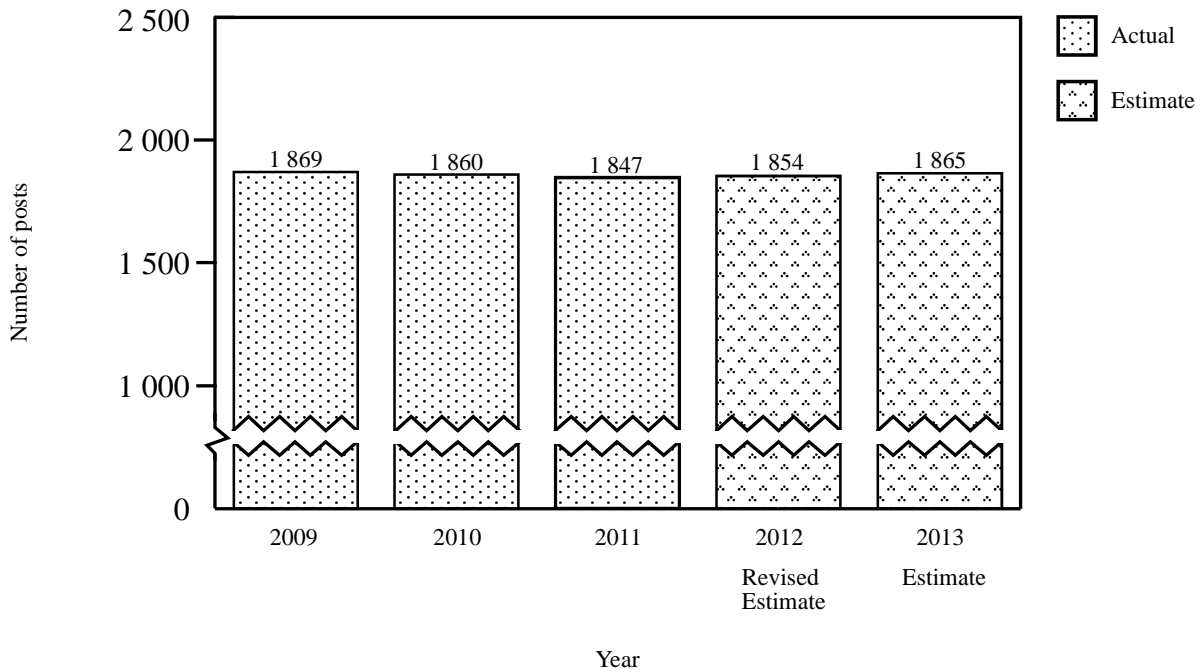 2 500
2 000
1 500
1 000
0
Number of posts
1 869
1 860
1 847
1 854
1 865
2009
2010
2011
2012
2013
Revised
Estimate
Estimate
Year
Actual
Estimate